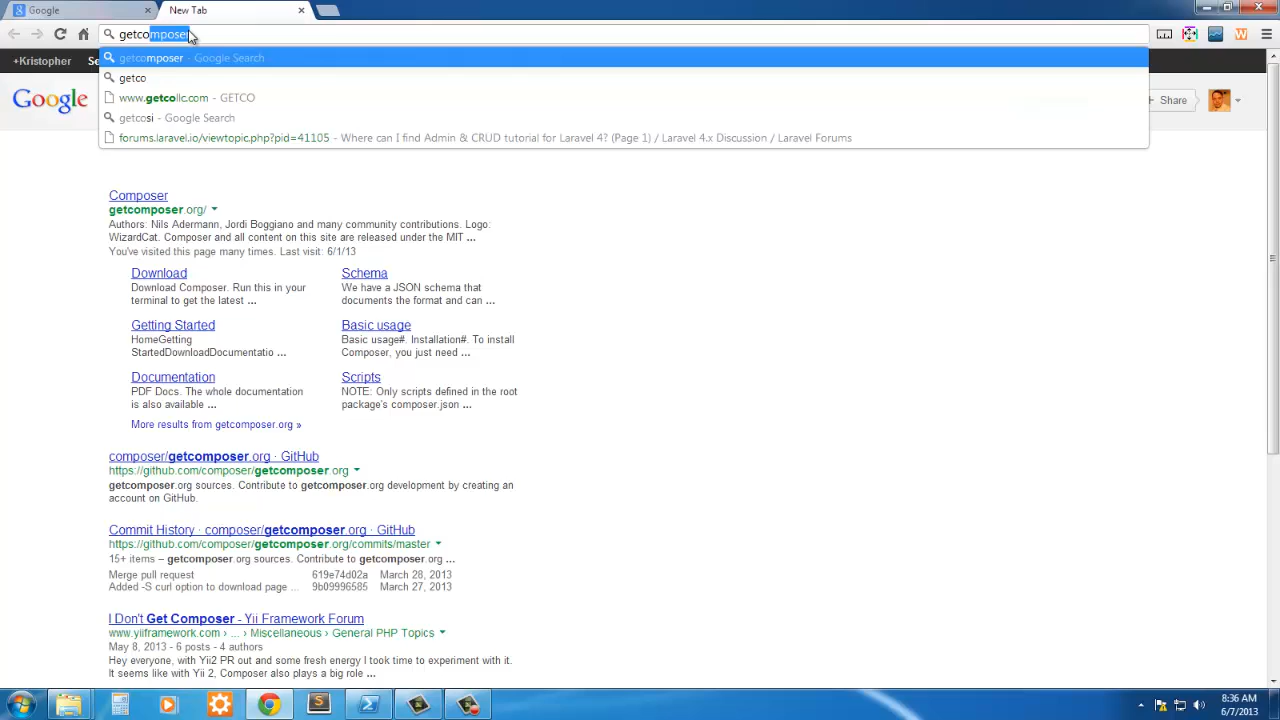 Google
New Tab
getcomposer
+Kristopher Se
getcomposer - Google Search
getco
www.getcollc.com - GETCO
getcosi - Google Search
forums.laravel.io/viewtopic.php?pid=41105 - Where can I find Admin & CRUD tutorial for Laravel 4? (Page 1) / Laravel 4.x Discussion / Laravel Forums
Google
Share
Composer
getcomposer.org/
Authors: Nils Adermann, Jordi Boggiano and many community contributions. Logo:
WizardCat. Composer and all content on this site are released under the MIT ...
You've visited this page many times. Last visit: 6/1/13
Download
Download Composer. Run this in your
terminal to get the latest ...
Schema
We have a JSON schema that
documents the format and can ...
Getting Started
HomeGetting
StartedDownloadDocumentatio ...
Basic usage
Basic usage#. Installation#. To install
Composer, you just need ...
Documentation
PDF Docs. The whole documentation
is also available ...
Scripts
NOTE: Only scripts defined in the root
package's composer.json ...
More results from getcomposer.org »
composer/getcomposer.org · GitHub
https://github.com/composer/getcomposer.org
getcomposer.org sources. Contribute to getcomposer.org development by creating an
account on GitHub.
Commit History · composer/getcomposer.org · GitHub
https://github.com/composer/getcomposer.org/commits/master
15+ items – getcomposer.org sources. Contribute to getcomposer.org ...
Merge pull request 619e74d02a March 28, 2013
Added -S curl option to download page ... 9b09996585 March 27, 2013
I Don't Get Composer - Yii Framework Forum
www.yiiframework.com › ... › Miscellaneous › General PHP Topics
May 8, 2013 - 6 posts - 4 authors
Hey everyone, with Yii2 PR out and some fresh energy I took time to experiment with it.
It seems like with Yii 2, Composer also plays a big role ...
8:36 AM
6/7/2013